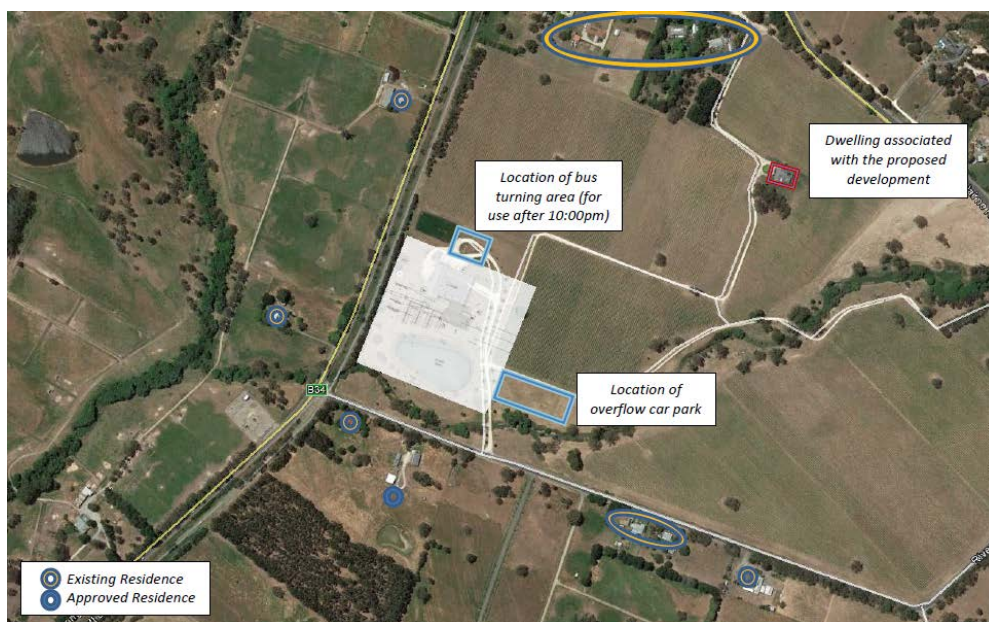 Dwelling associated
with the proposed
development
Location of bus
turning area (for
use after 10:00pm)
B34
Location of
overflow car park
Existing Residence
Approved Residence